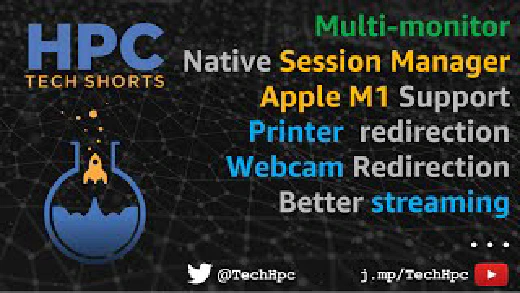 HPC
TECH SHORTS
Multi-monitor
Native Session Manager
Apple M1 Support
Printer redirection
Webcam Redirection
Better streaming
...
@TechHpc
j.mp/TechHpc